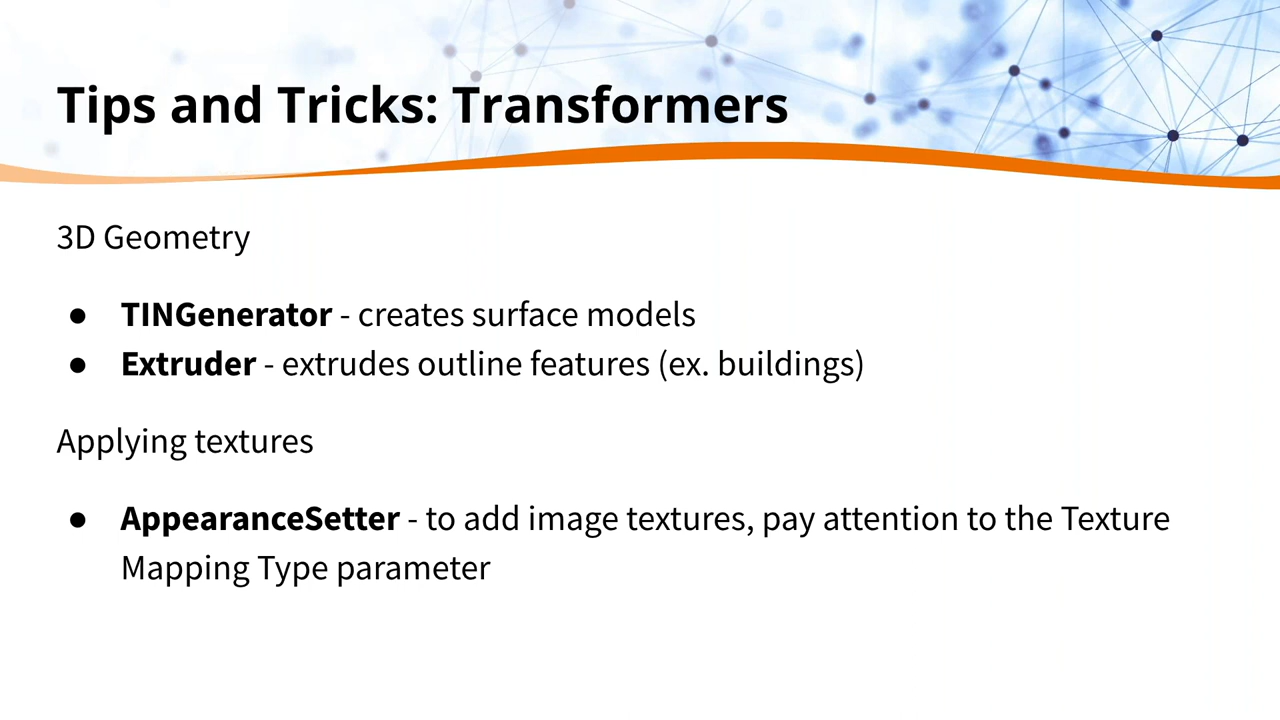 Tips and Tricks: Transformers
3D Geometry
● TINGenerator - creates surface models
● Extruder - extrudes outline features (ex. buildings)
Applying textures
● AppearanceSetter - to add image textures, pay attention to the Texture
Mapping Type parameter